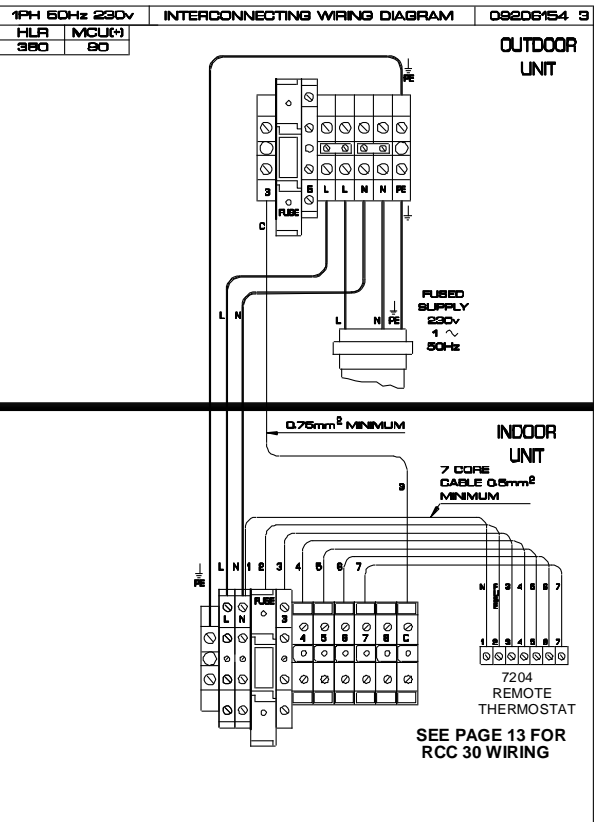 1PH 50Hz 230v INTERCONNECTING WIRING DIAGRAM 09206154 3
HLR MCU(+)
380 80
OUTDOOR
UNIT
PE
3 5 L L N N PE
FUSE
C
L N
L N PE
FUSED
SUPPLY
230v
1 ~
50Hz
0.75mm² MINIMUM
INDOOR
UNIT
7 CORE
CABLE 0.5mm²
MINIMUM
3
L N 1 2 3 4 5 6 7
PE
N 3 4 5 6 7
FUSE
L N 3
4 5 6 7 8 C
1 2 3 4 5 6 7
7204
REMOTE
THERMOSTAT
SEE PAGE 13 FOR
RCC 30 WIRING